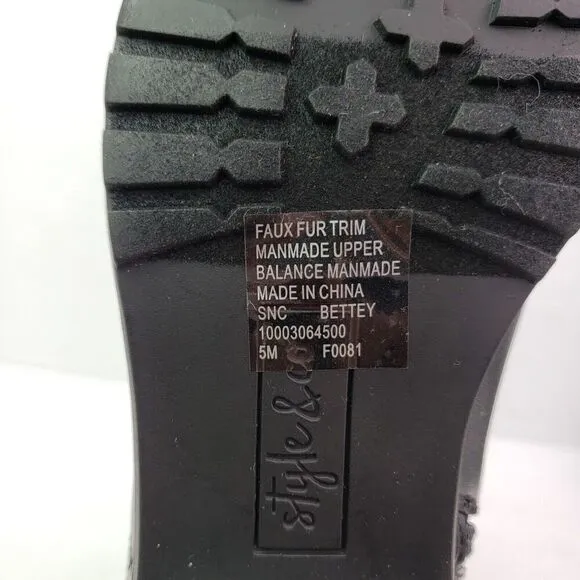 FAUX FUR TRIM
MANMADE UPPER
BALANCE MANMADE
MADE IN CHINA
SNC BETTEY
10003064500
5M F0081
style & co